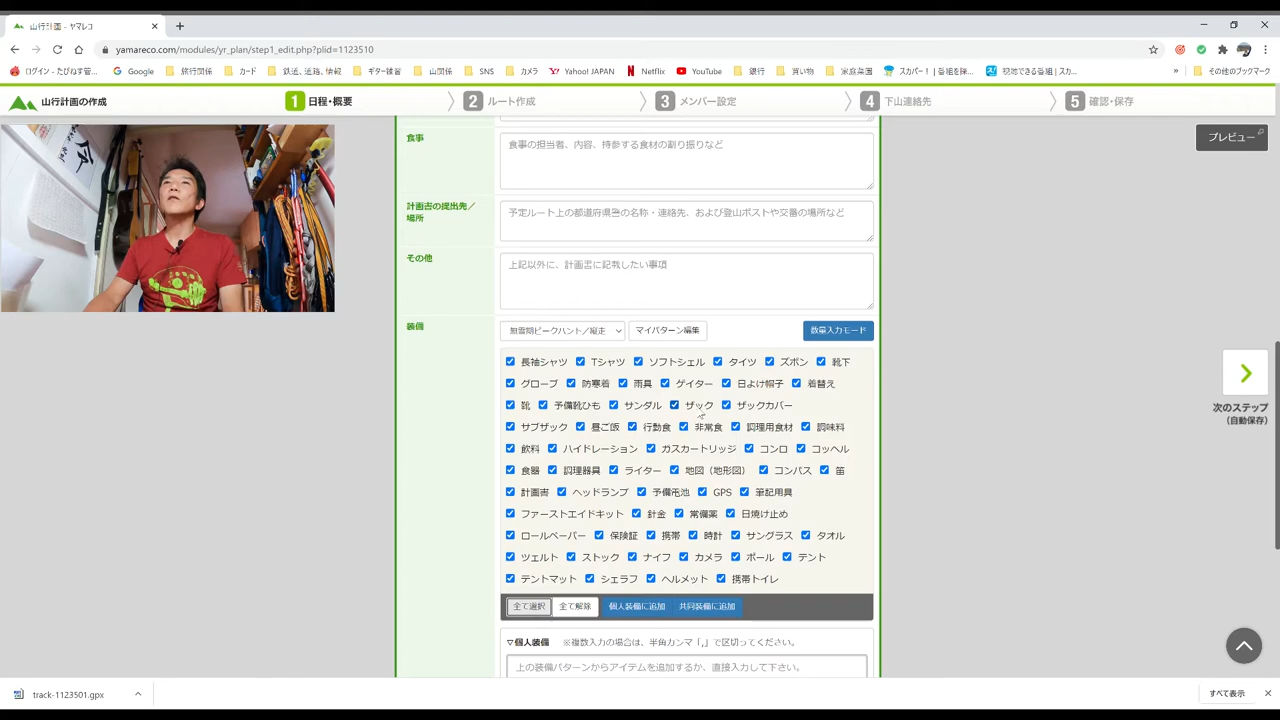 山行計画 - ヤマレコ
yamareco.com/modules/yr_plan/step1_edit.php?plid=1123510
ログイン - たびねす管... Google 旅行関係 カード 鉄道、道路、情報 ギター練習 山関係 SNS カメラ Yahoo! JAPAN Netflix YouTube 銀行 買い物 家庭菜園 スカパー! | 番組を探... 視聴できる番組 | スカ... » その他のブックマーク
山行計画の作成 1 日程・概要 2 ルート作成 3 メンバー設定 4 下山連絡先 5 確認・保存
プレビュー
食事 食事の担当者、内容、持参する食材の割り振りなど
計画書の提出先／ 予定ルート上の都道府県警の名称・連絡先、および登山ポストや交番の場所など
場所
その他 上記以外に、計画書に記載したい事項
装備 無雪期ピークハント／縦走 マイパターン編集 数量入力モード
長袖シャツ Tシャツ ソフトシェル タイツ ズボン 靴下
グローブ 防寒着 雨具 ゲイター 日よけ帽子 着替え
靴 予備靴ひも サンダル ザック ザックカバー
サブザック 昼ご飯 行動食 非常食 調理用食材 調味料
飲料 ハイドレーション ガスカートリッジ コンロ コッヘル
食器 調理器具 ライター 地図（地形図） コンパス 笛
計画書 ヘッドランプ 予備電池 GPS 筆記用具
ファーストエイドキット 針金 常備薬 日焼け止め
ロールペーパー 保険証 携帯 時計 サングラス タオル
ツェルト ストック ナイフ カメラ ポール テント
テントマット シェラフ ヘルメット 携帯トイレ
全て選択 全て解除 個人装備に追加 共同装備に追加
▽個人装備 ※複数入力の場合は、半角カンマ「,」で区切ってください。
上の装備パターンからアイテムを追加するか、直接入力して下さい。
次のステップ
（自動保存）
track-1123501.gpx すべて表示